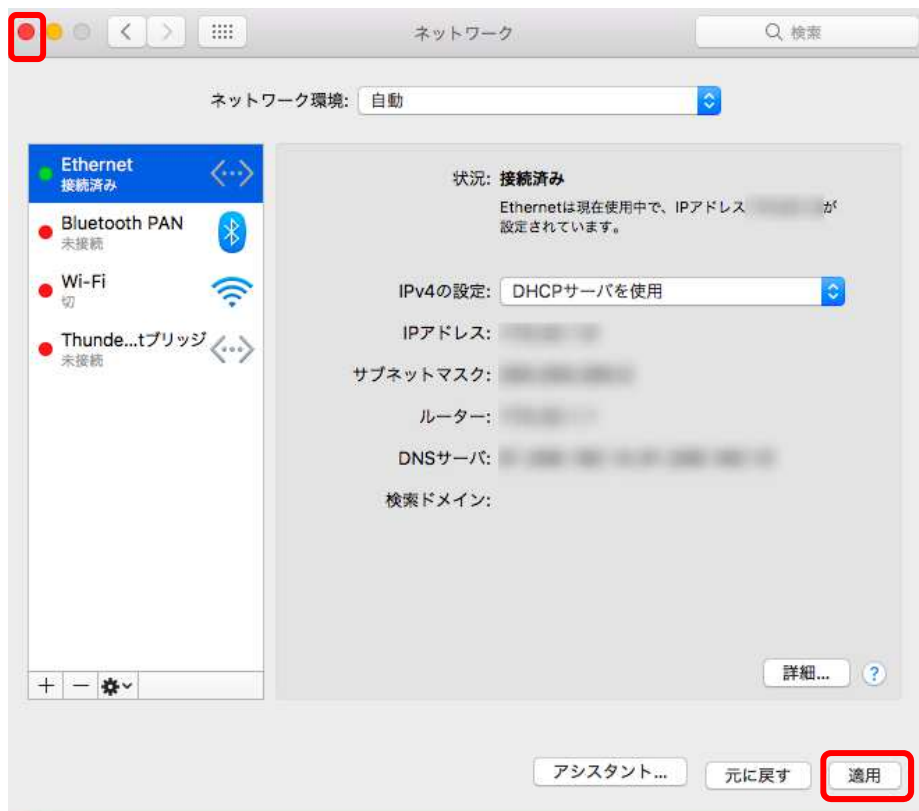 ネットワーク
検索
ネットワーク環境: 自動
Ethernet
接続済み
Bluetooth PAN
未接続
Wi-Fi
切
Thunde...tブリッジ
未接続
状況: 接続済み
Ethernetは現在使用中で、IPアドレス が
設定されています。
IPv4の設定: DHCPサーバを使用
IPアドレス:
サブネットマスク:
ルーター:
DNSサーバ:
検索ドメイン:
詳細... ?
アシスタント... 元に戻す 適用